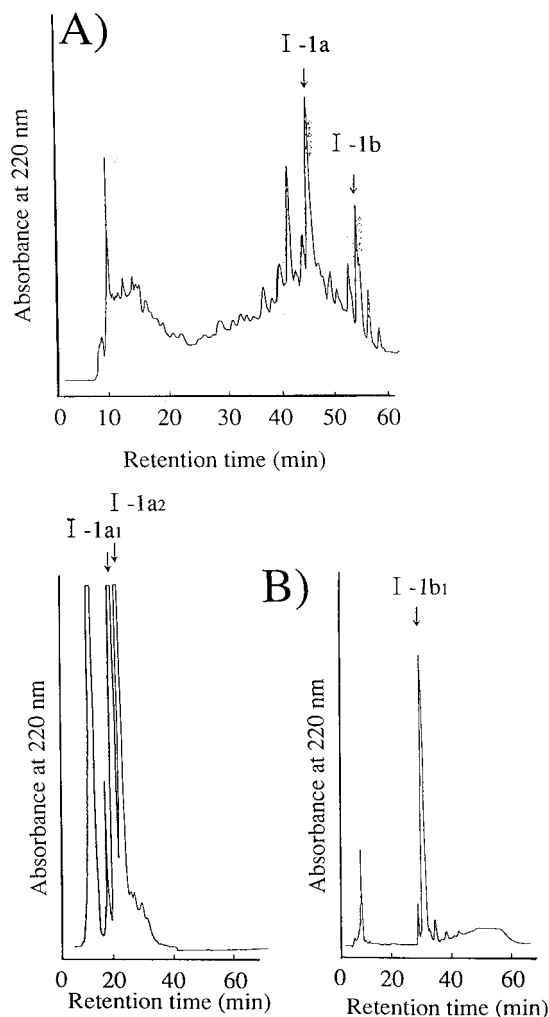 A)
I -1a
I -1b
Absorbance at 220 nm
0 10 20 30 40 50 60
Retention time (min)
I -1a2
I -1a1
Absorbance at 220 nm
0 20 40 60
Retention time (min)
B)
I -1b1
Absorbance at 220 nm
0 20 40 60
Retention time (min)